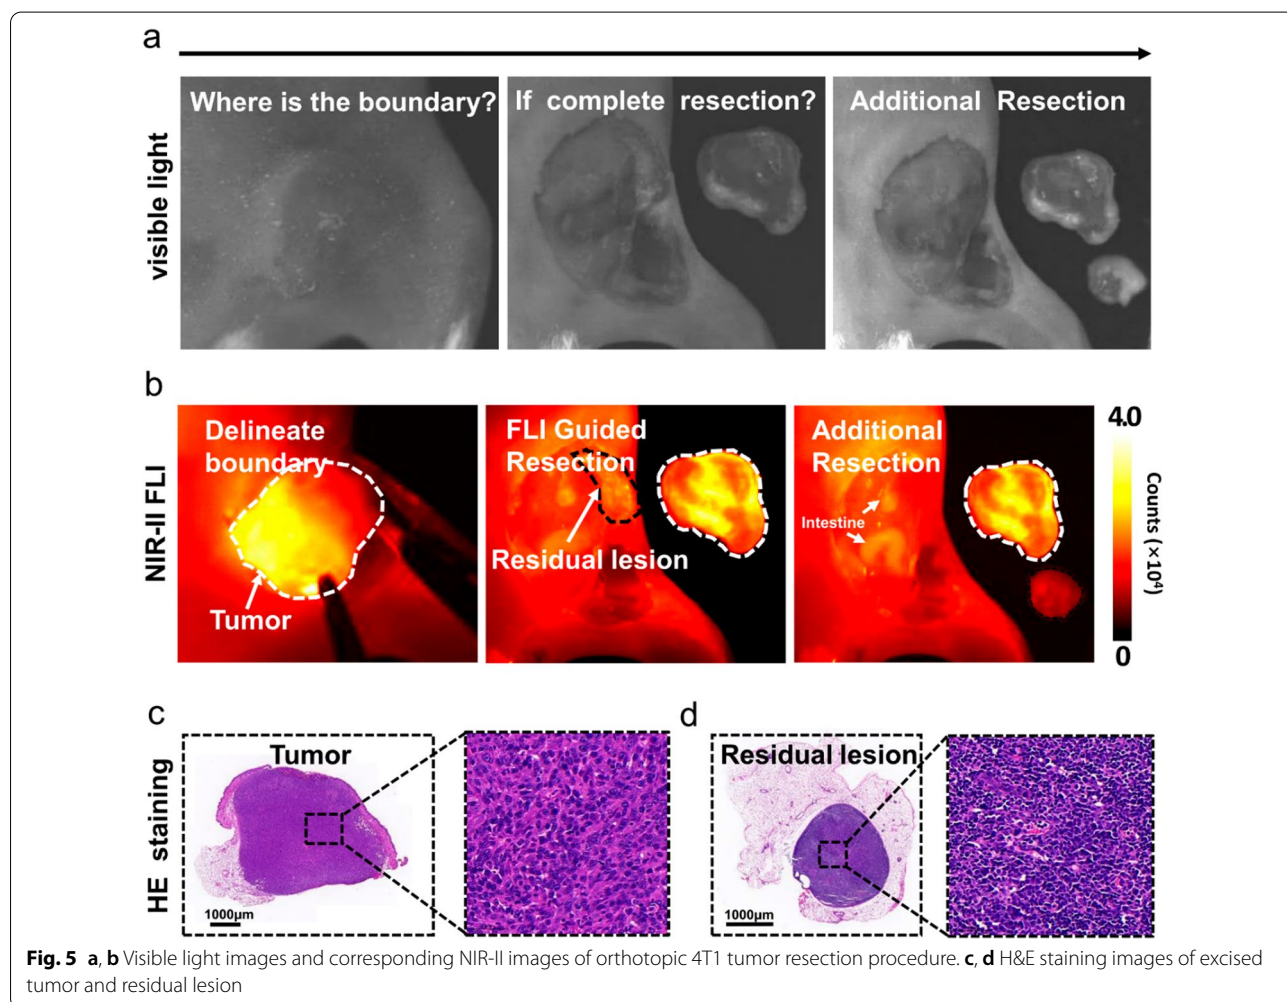 a
Where is the boundary?
If complete resection?
Additional Resection
visible light
b
Delineate
boundary
Tumor
FLI Guided
Resection
Residual lesion
Additional
Resection
Intestine
NIR-II FLI
4.0
Counts (×10⁴)
0
c
Tumor
1000μm
d
Residual lesion
1000μm
HE staining
Fig. 5 a, b Visible light images and corresponding NIR-II images of orthotopic 4T1 tumor resection procedure. c, d H&E staining images of excised
tumor and residual lesion